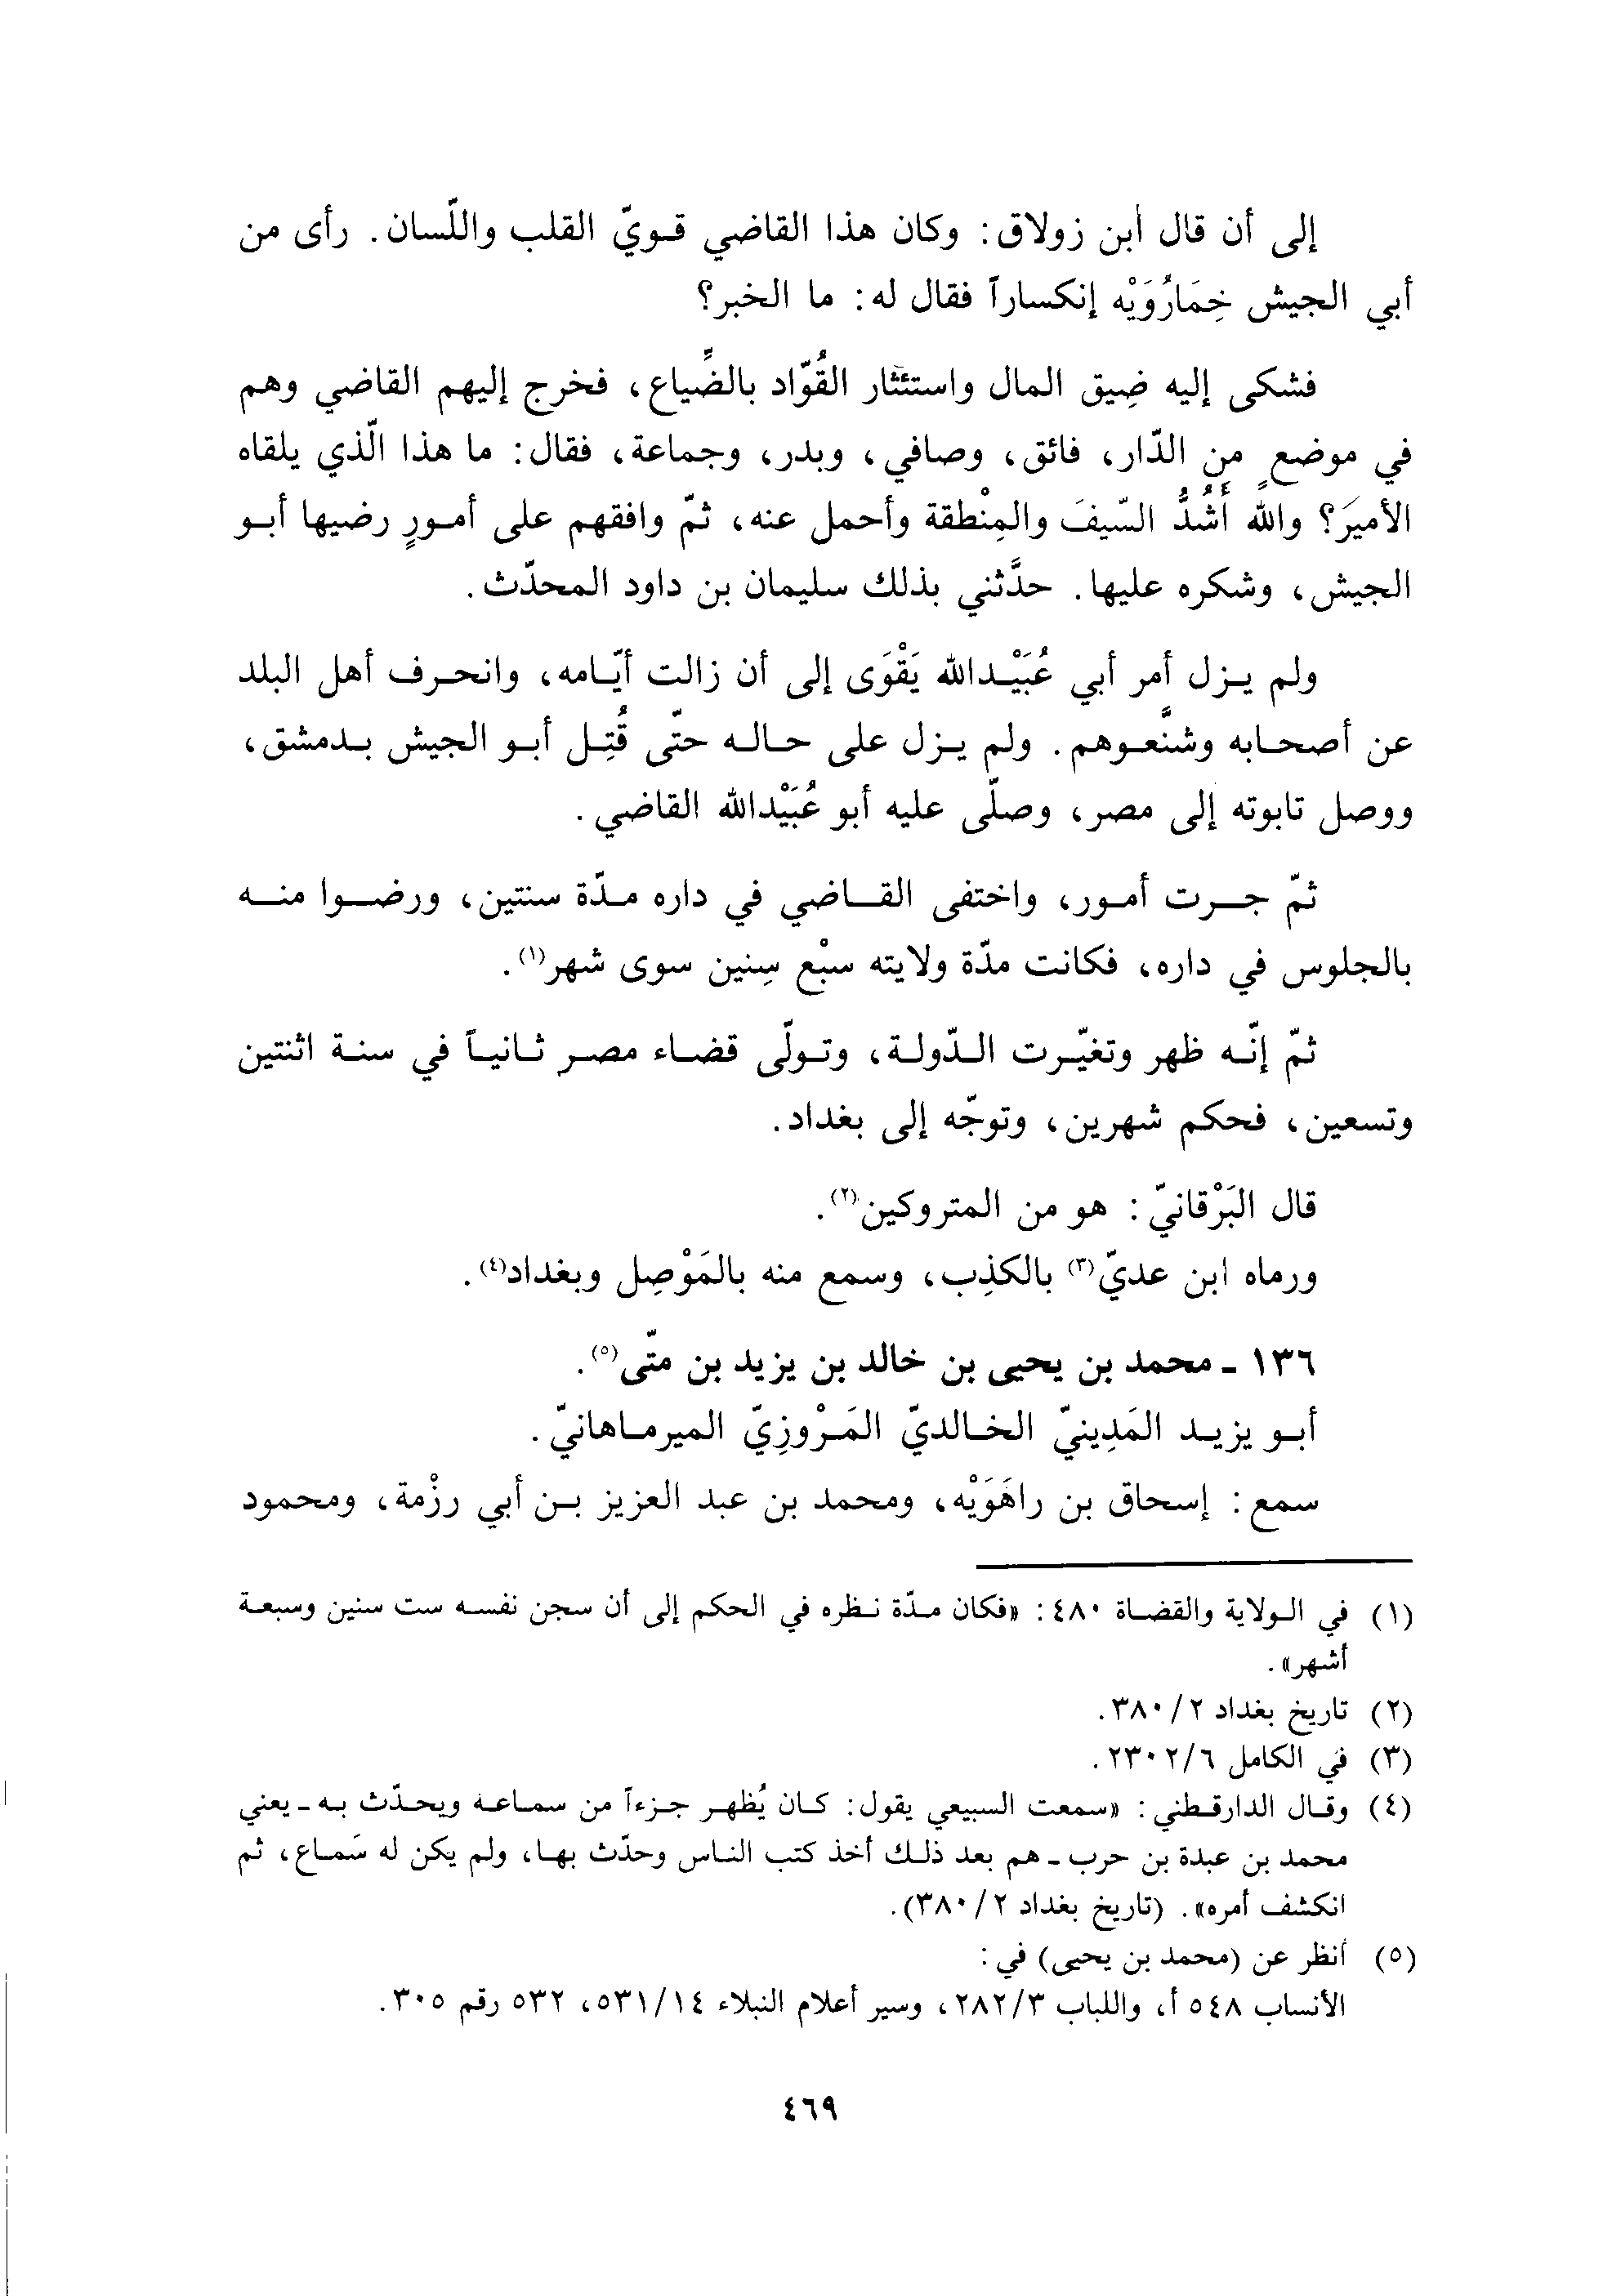 إلى أن قال أبن زولاق: وكان هذا القاضي قويّ القلب واللّسان. رأى من
أبي الجيش خِمَارُوَيْه إنكساراً فقال له: ما الخبر؟
فشكى إليه ضِيق المال واستئثار القُوّاد بالضِّياع، فخرج إليهم القاضي وهم
في موضعٍ من الدّار، فائق، وصافي، وبدر، وجماعة، فقال: ما هذا الّذي يلقاه
الأميرَ؟ والله أَشُدُّ السّيفَ والمِنْطقة وأحمل عنه، ثمّ وافقهم على أمورٍ رضيها أبو
الجيش، وشكره عليها. حدَّثني بذلك سليمان بن داود المحدّث.
ولم يزل أمر أبي عُبَيْدالله يَقْوَى إلى أن زالت أيّامه، وانحرف أهل البلد
عن أصحابه وشنَّعوهم. ولم يزل على حاله حتّى قُتِل أبو الجيش بدمشق،
ووصل تابوته إلى مصر، وصلّى عليه أبو عُبَيْدالله القاضي.
ثمّ جرت أمور، واختفى القاضي في داره مدّة سنتين، ورضوا منه
بالجلوس في داره، فكانت مدّة ولايته سبْع سِنين سوى شهر(١).
ثمّ إنّه ظهر وتغيّرت الدّولة، وتولّى قضاء مصر ثانياً في سنة اثنتين
وتسعين، فحكم شهرين، وتوجّه إلى بغداد.
قال البَرْقانيّ: هو من المتروكين(٢).
ورماه ابن عديّ(٣) بالكذِب، وسمع منه بالمَوْصِل وبغداد(٤).
١٣٦ - محمد بن يحيى بن خالد بن يزيد بن متّى(٥).
أبو يزيد المَدِينيّ الخالديّ المَرْوزِيّ الميرماهانيّ.
سمع: إسحاق بن راهَوَيْه، ومحمد بن عبد العزيز بن أبي رزْمة، ومحمود
(١) في الولاية والقضاة ٤٨٠: «فكان مدّة نظره في الحكم إلى أن سجن نفسه ست سنين وسبعة
أشهر».
(٢) تاريخ بغداد ٣٨٠/٢.
(٣) في الكامل ٢٣٠٢/٦.
(٤) وقال الدارقطني: «سمعت السبيعي يقول: كان يُظهر جزءاً من سماعه ويحدّث به - يعني
محمد بن عبدة بن حرب - هم بعد ذلك أخذ كتب الناس وحدّث بها، ولم يكن له سَماع، ثم
انكشف أمره». (تاريخ بغداد ٣٨٠/٢).
(٥) أنظر عن (محمد بن يحيى) في:
الأنساب ٥٤٨ أ، واللباب ٢٨٢/٣، وسير أعلام النبلاء ٥٣١/١٤، ٥٣٢ رقم ٣٠٥.
٤٦٩